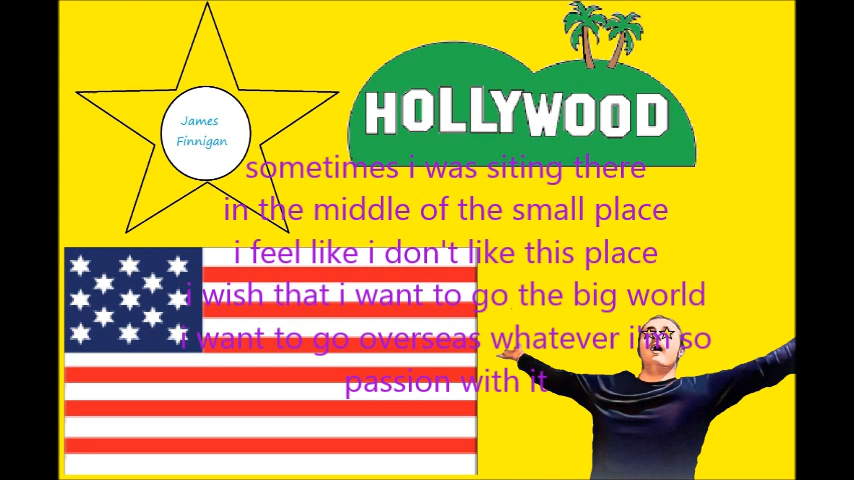 James
Finnigan
HOLLYWOOD
sometimes i was siting there
in the middle of the small place
i feel like i don't like this place
i wish that i want to go the big world
i want to go overseas whatever i'm so
passion with it